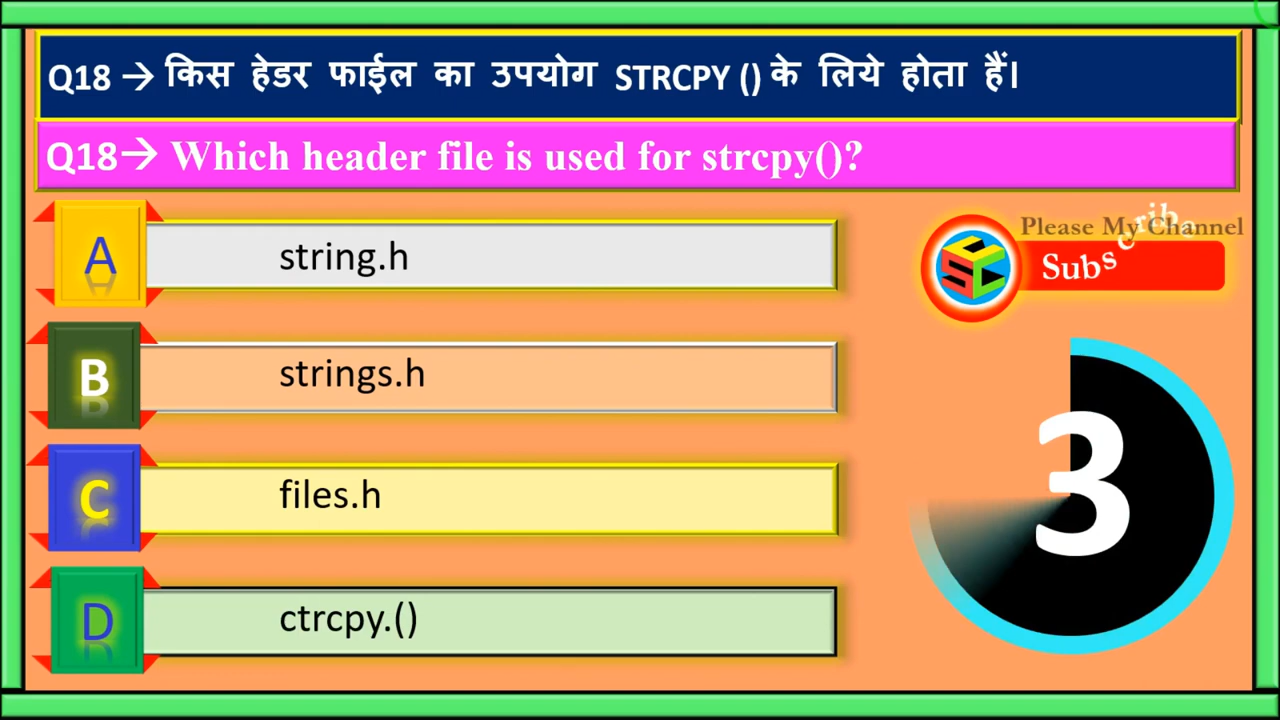 Q18 → किस हेडर फाईल का उपयोग STRCPY () के लिये होता हैं।
Q18→ Which header file is used for strcpy()?
A string.h
B strings.h
C files.h
D ctrcpy.()
Please My Channel
Subscribe
3